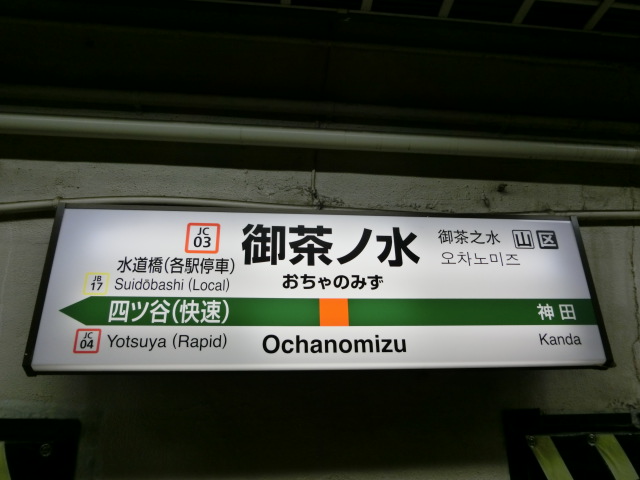 JC
03
御茶ノ水
おちゃのみず
御茶之水 山 区
오차노미즈
水道橋(各駅停車)
JB
17
Suidōbashi (Local)
四ツ谷(快速)
神田
JC
04
Yotsuya (Rapid)
Ochanomizu
Kanda